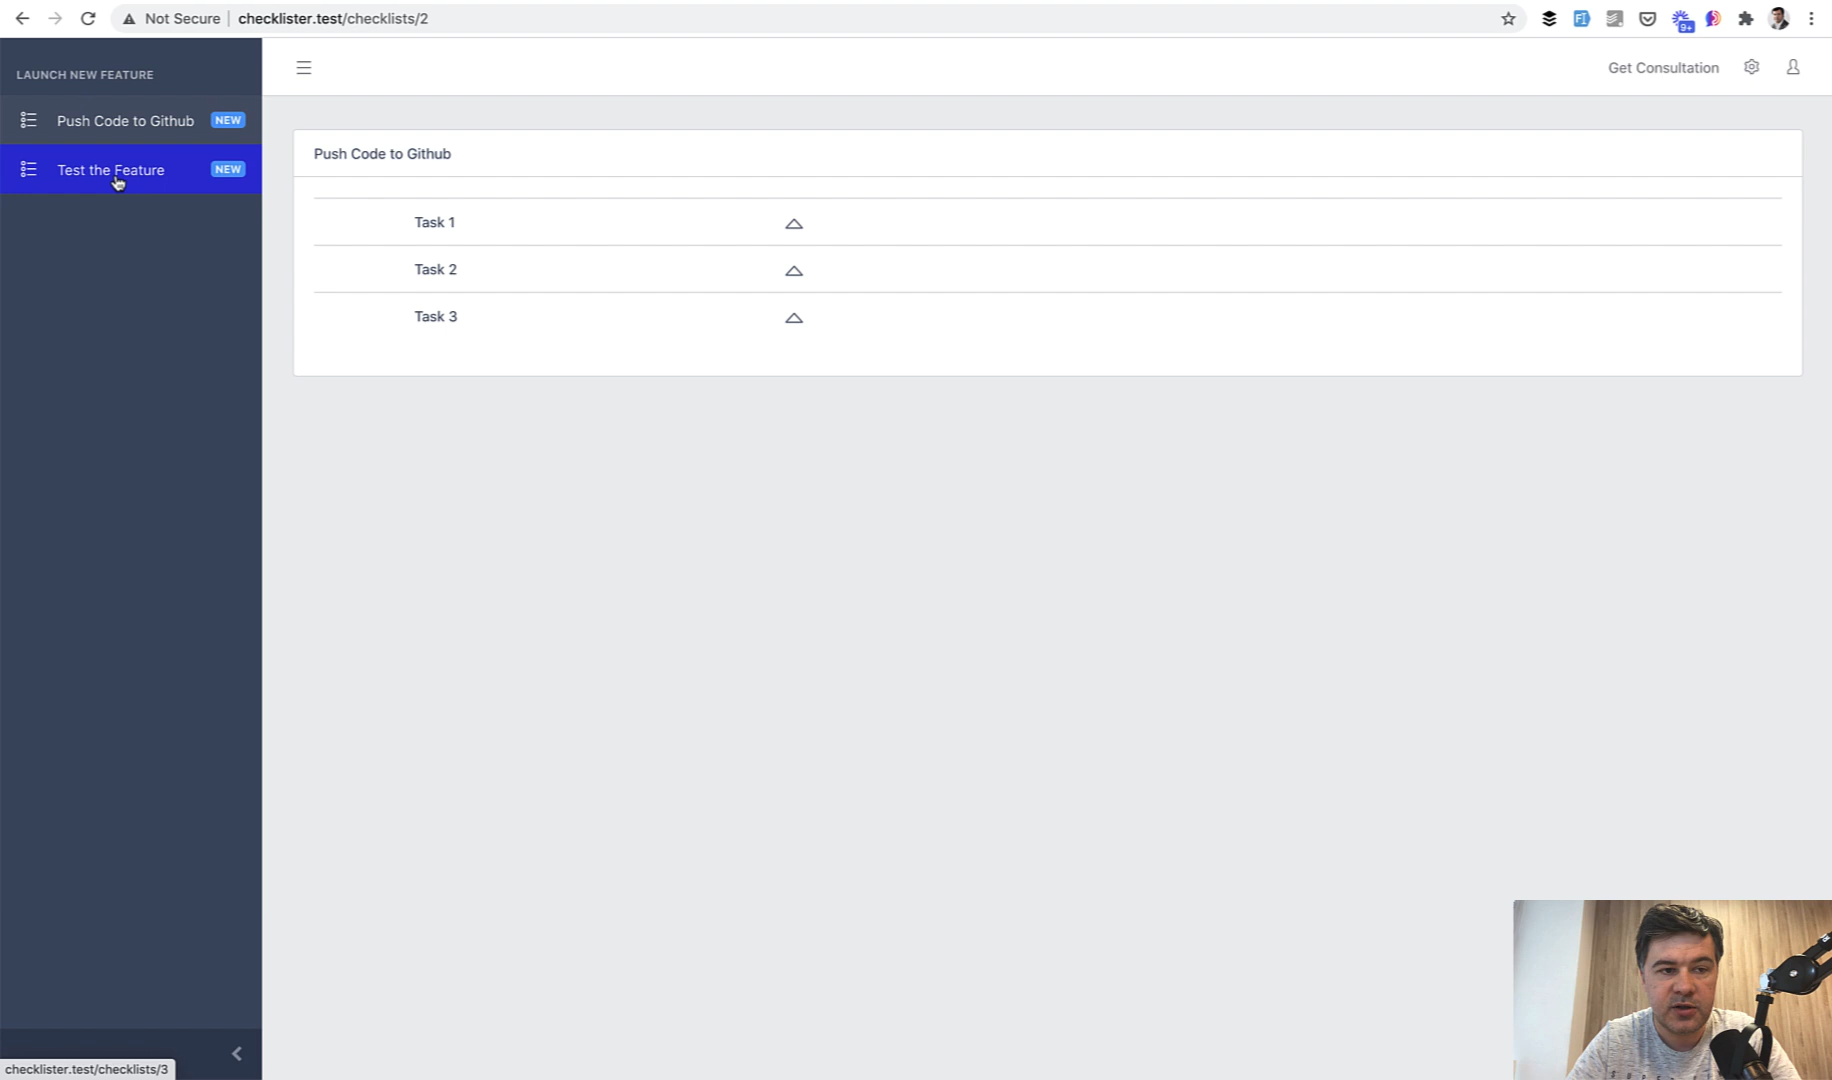 Not Secure | checklister.test/checklists/2
9+
LAUNCH NEW FEATURE
Push Code to Github NEW
Test the Feature NEW
Get Consultation
Push Code to Github
Task 1
Task 2
Task 3
checklister.test/checklists/3